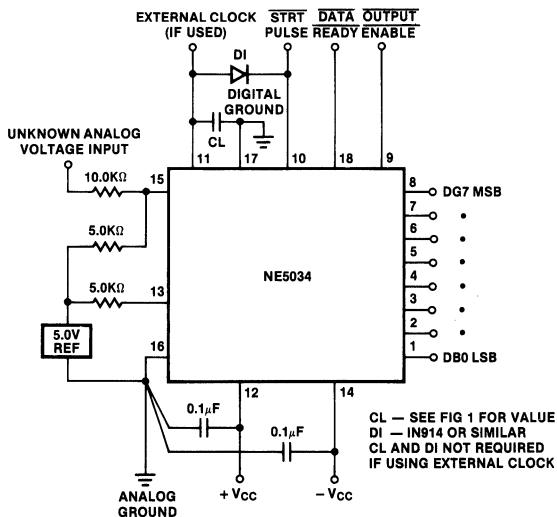 EXTERNAL CLOCK
(IF USED)
STRT
PULSE
DATA
READY
OUTPUT
ENABLE
DI
DIGITAL
GROUND
CL
UNKNOWN ANALOG
VOLTAGE INPUT
11
17
10
18
9
10.0KΩ
15
8
DG7 MSB
7
5.0KΩ
6
5
5.0KΩ
13
NE5034
4
3
5.0V
REF
2
16
1
DB0 LSB
12
14
0.1μF
0.1μF
CL — SEE FIG 1 FOR VALUE
DI — IN914 OR SIMILAR
CL AND DI NOT REQUIRED
IF USING EXTERNAL CLOCK
ANALOG
GROUND
+ VCC
− VCC